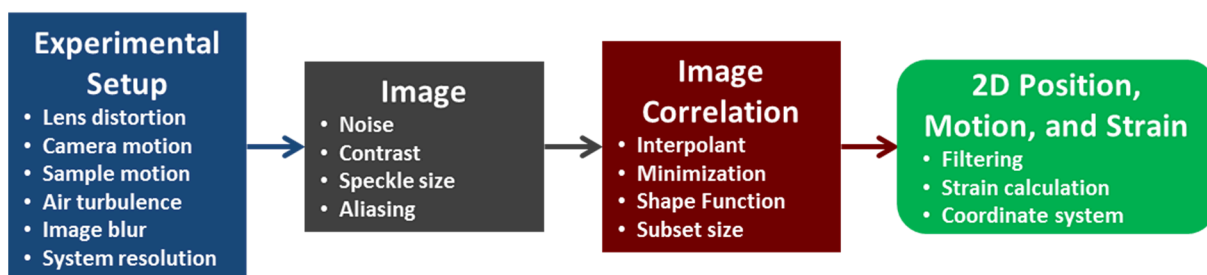 Experimental
Setup
• Lens distortion
• Camera motion
• Sample motion
• Air turbulence
• Image blur
• System resolution
Image
• Noise
• Contrast
• Speckle size
• Aliasing
Image
Correlation
• Interpolant
• Minimization
• Shape Function
• Subset size
2D Position,
Motion, and Strain
• Filtering
• Strain calculation
• Coordinate system